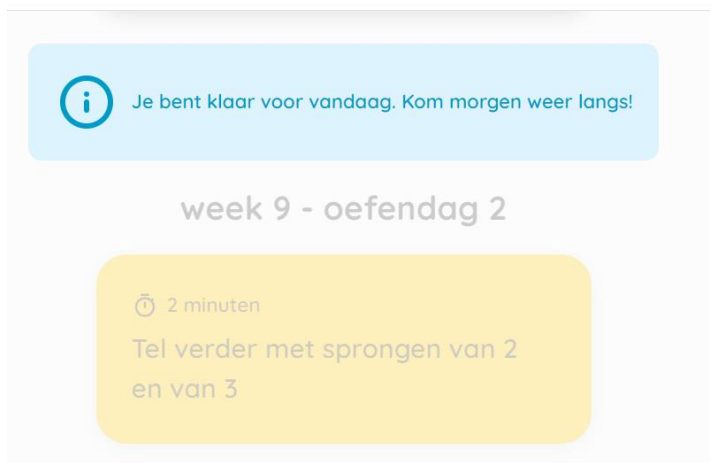 Je bent klaar voor vandaag. Kom morgen weer langs!
week 9 - oefendag 2
2 minuten
Tel verder met sprongen van 2
en van 3